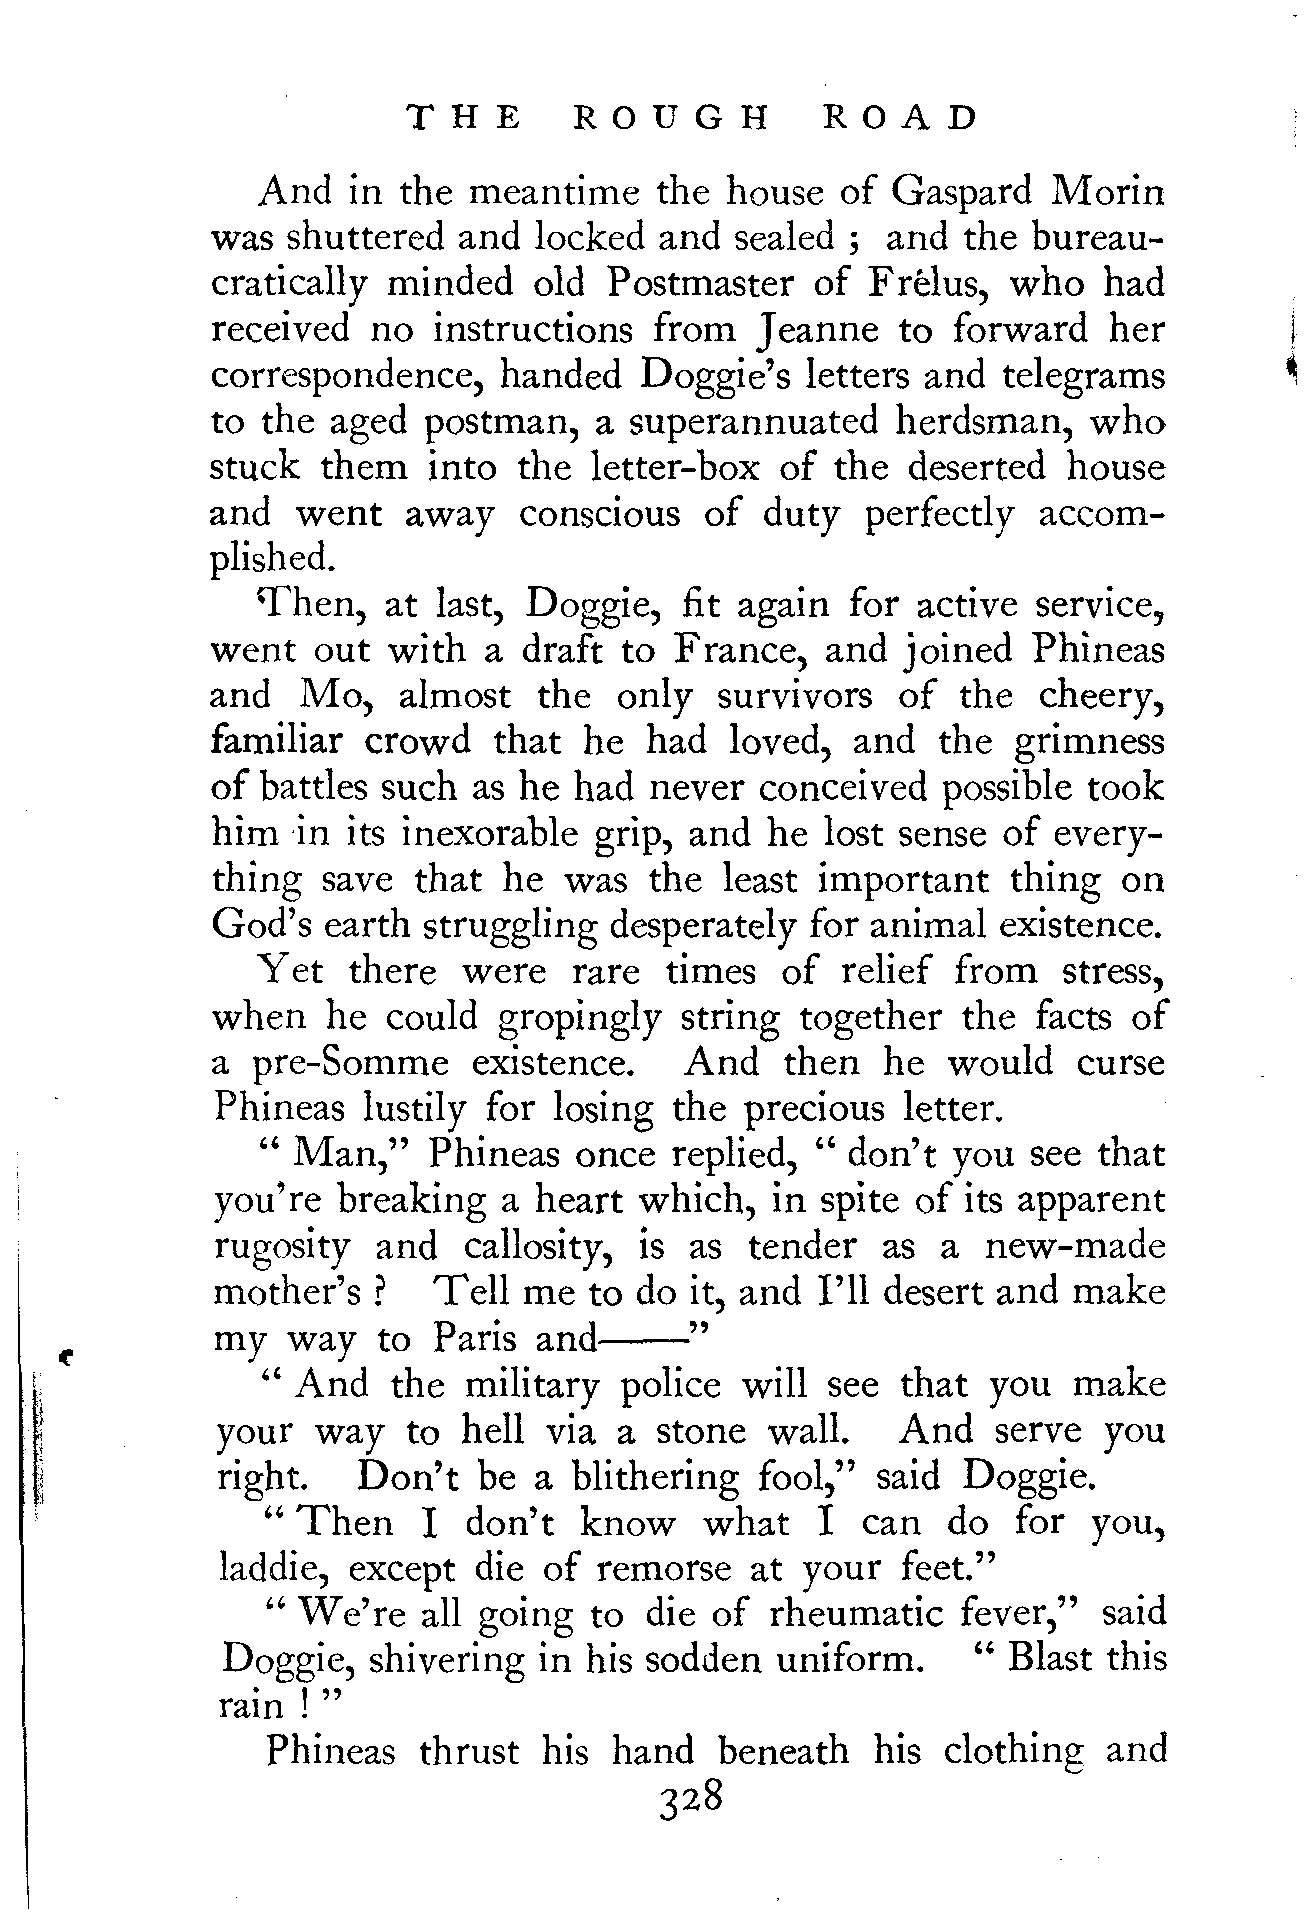 THE ROUGH ROAD
And in the meantime the house of Gaspard Morin
was shuttered and locked and sealed ; and the bureau-
cratically minded old Postmaster of Frélus, who had
received no instructions from Jeanne to forward her
correspondence, handed Doggie's letters and telegrams
to the aged postman, a superannuated herdsman, who
stuck them into the letter-box of the deserted house
and went away conscious of duty perfectly accom-
plished.
Then, at last, Doggie, fit again for active service,
went out with a draft to France, and joined Phineas
and Mo, almost the only survivors of the cheery,
familiar crowd that he had loved, and the grimness
of battles such as he had never conceived possible took
him in its inexorable grip, and he lost sense of every-
thing save that he was the least important thing on
God's earth struggling desperately for animal existence.
Yet there were rare times of relief from stress,
when he could gropingly string together the facts of
a pre-Somme existence. And then he would curse
Phineas lustily for losing the precious letter.
“ Man,” Phineas once replied, “ don't you see that
you're breaking a heart which, in spite of its apparent
rugosity and callosity, is as tender as a new-made
mother's ? Tell me to do it, and I'll desert and make
my way to Paris and——”
“ And the military police will see that you make
your way to hell via a stone wall. And serve you
right. Don't be a blithering fool,” said Doggie.
“ Then I don't know what I can do for you,
laddie, except die of remorse at your feet.”
“ We're all going to die of rheumatic fever,” said
Doggie, shivering in his sodden uniform. “ Blast this
rain ! ”
Phineas thrust his hand beneath his clothing and
328